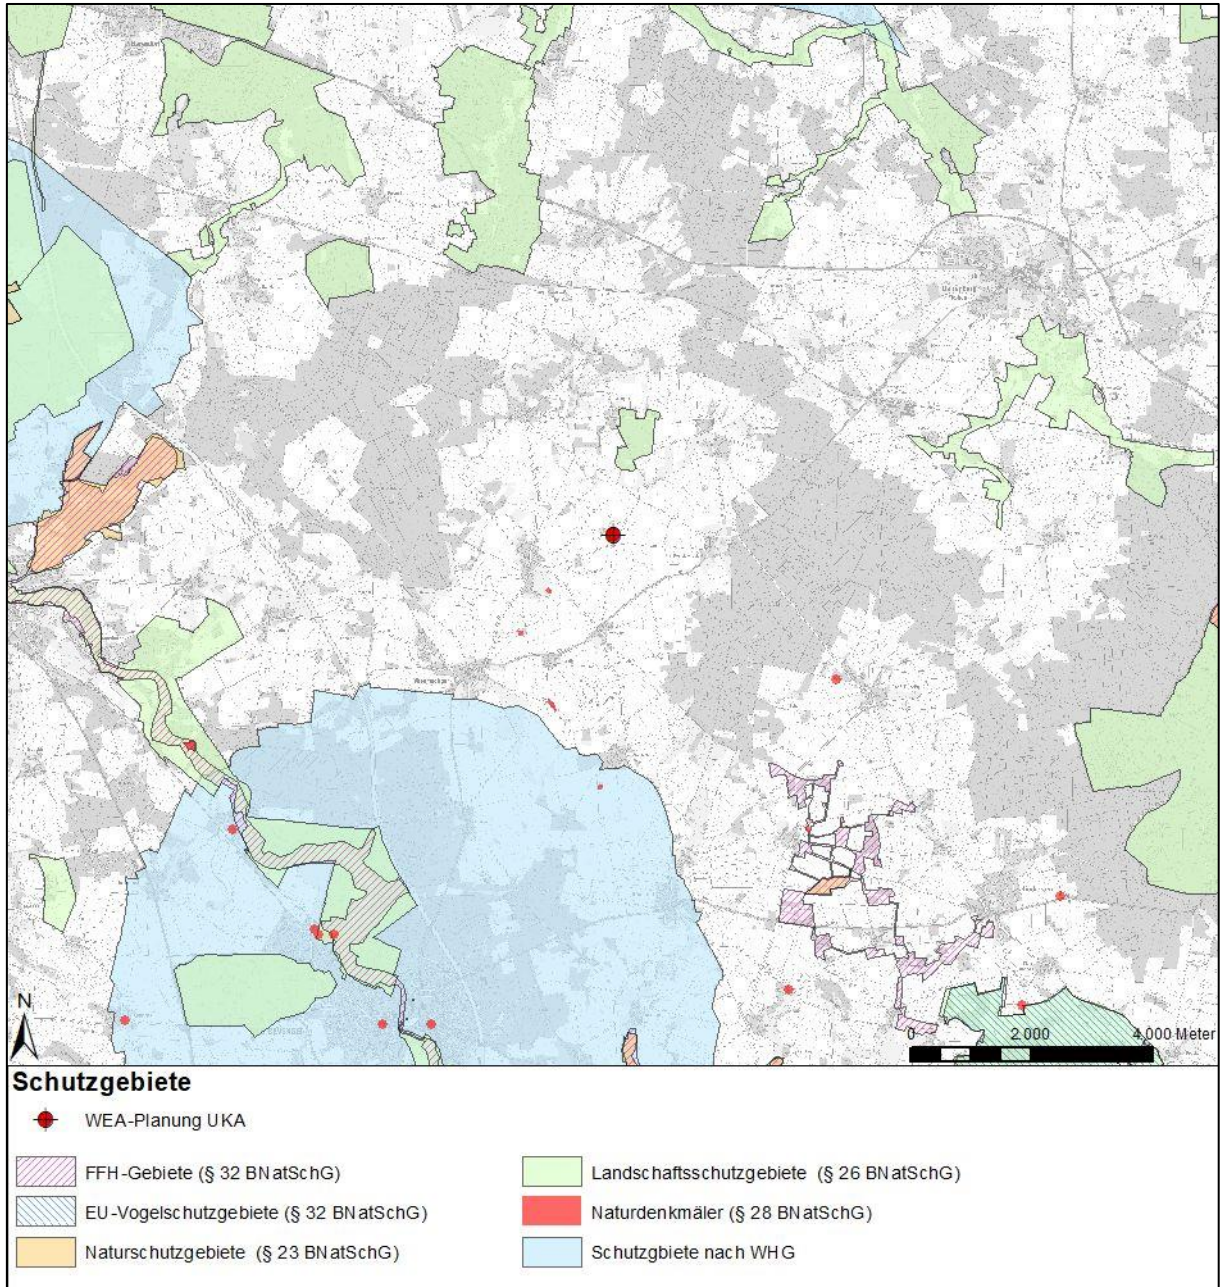 N
0 2.000 4.000 Meter
Schutzgebiete
WEA-Planung UKA
FFH-Gebiete (§ 32 BNatSchG)
EU-Vogelschutzgebiete (§ 32 BNatSchG)
Naturschutzgebiete (§ 23 BNatSchG)
Landschaftsschutzgebiete (§ 26 BNatSchG)
Naturdenkmäler (§ 28 BNatSchG)
Schutzgbiete nach WHG